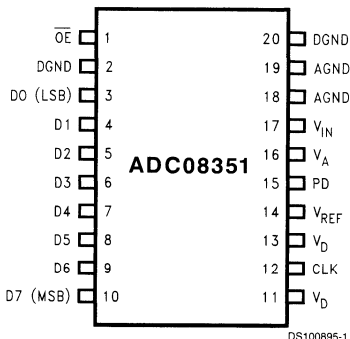 OE 1 20 DGND
DGND 2 19 AGND
D0 (LSB) 3 18 AGND
D1 4 17 VIN
D2 5 16 VA
D3 6 15 PD
D4 7 14 VREF
D5 8 13 VD
D6 9 12 CLK
D7 (MSB) 10 11 VD
ADC08351
DS100895-1